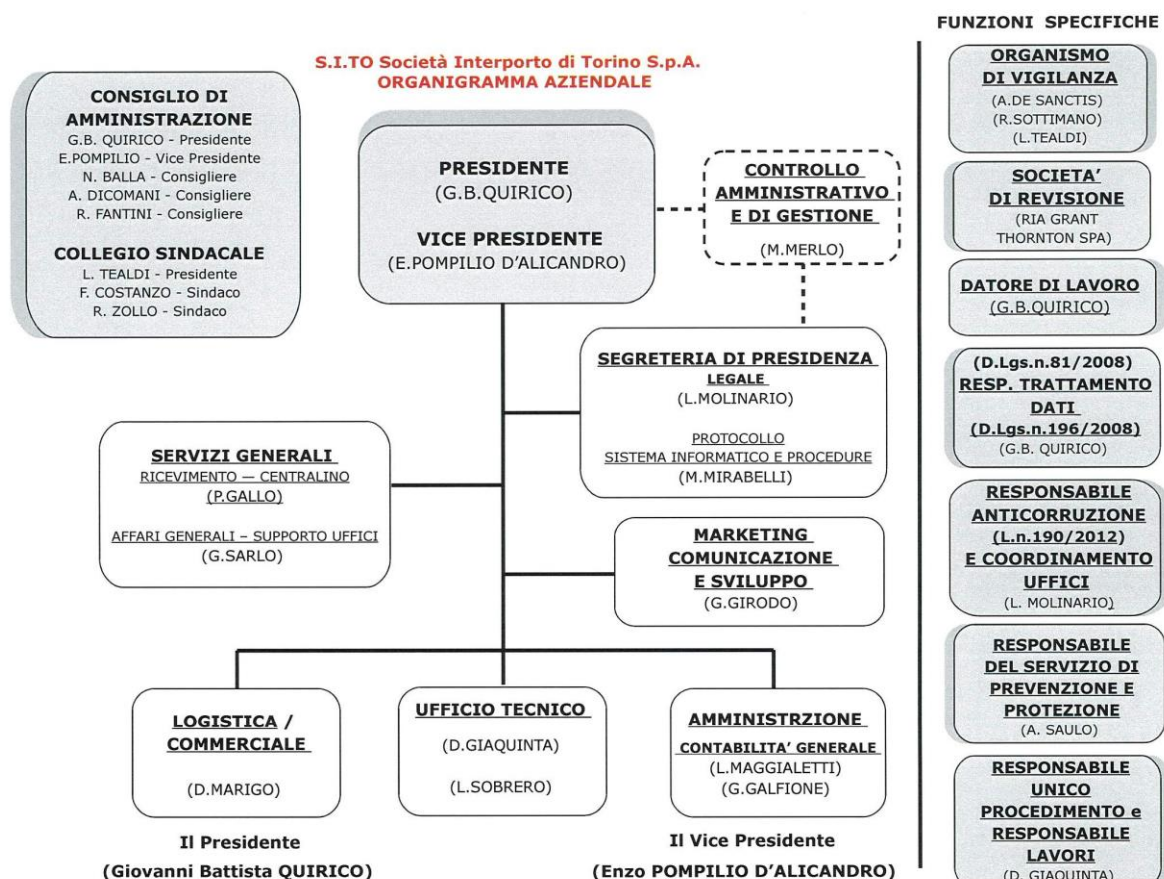 S.I.TO Società Interporto di Torino S.p.A.
ORGANIGRAMMA AZIENDALE
CONSIGLIO DI
AMMINISTRAZIONE
G.B. QUIRICO - Presidente
E.POMPILIO - Vice Presidente
N. BALLA - Consigliere
A. DICOMANI - Consigliere
R. FANTINI - Consigliere
COLLEGIO SINDACALE
L. TEALDI - Presidente
F. COSTANZO - Sindaco
R. ZOLLO - Sindaco
PRESIDENTE
(G.B.QUIRICO)
VICE PRESIDENTE
(E.POMPILIO D'ALICANDRO)
CONTROLLO
AMMINISTRATIVO
E DI GESTIONE
(M.MERLO)
SEGRETERIA DI PRESIDENZA
LEGALE
(L.MOLINARIO)
PROTOCOLLO
SISTEMA INFORMATICO E PROCEDURE
(M.MIRABELLI)
SERVIZI GENERALI
RICEVIMENTO — CENTRALINO
(P.GALLO)
AFFARI GENERALI – SUPPORTO UFFICI
(G.SARLO)
MARKETING
COMUNICAZIONE
E SVILUPPO
(G.GIRODO)
LOGISTICA /
COMMERCIALE
(D.MARIGO)
UFFICIO TECNICO
(D.GIAQUINTA)
(L.SOBRERO)
AMMINISTRZIONE
CONTABILITA' GENERALE
(L.MAGGIALETTI)
(G.GALFIONE)
Il Presidente
(Giovanni Battista QUIRICO)
Il Vice Presidente
(Enzo POMPILIO D'ALICANDRO)
FUNZIONI SPECIFICHE
ORGANISMO
DI VIGILANZA
(A.DE SANCTIS)
(R.SOTTIMANO)
(L.TEALDI)
SOCIETA'
DI REVISIONE
(RIA GRANT
THORNTON SPA)
DATORE DI LAVORO
(G.B.QUIRICO)
(D.Lgs.n.81/2008)
RESP. TRATTAMENTO
DATI
(D.Lgs.n.196/2008)
(G.B. QUIRICO)
RESPONSABILE
ANTICORRUZIONE
(L.n.190/2012)
E COORDINAMENTO
UFFICI
(L. MOLINARIO)
RESPONSABILE
DEL SERVIZIO DI
PREVENZIONE E
PROTEZIONE
(A. SAULO)
RESPONSABILE
UNICO
PROCEDIMENTO e
RESPONSABILE
LAVORI
(D. GIAQUINTA)